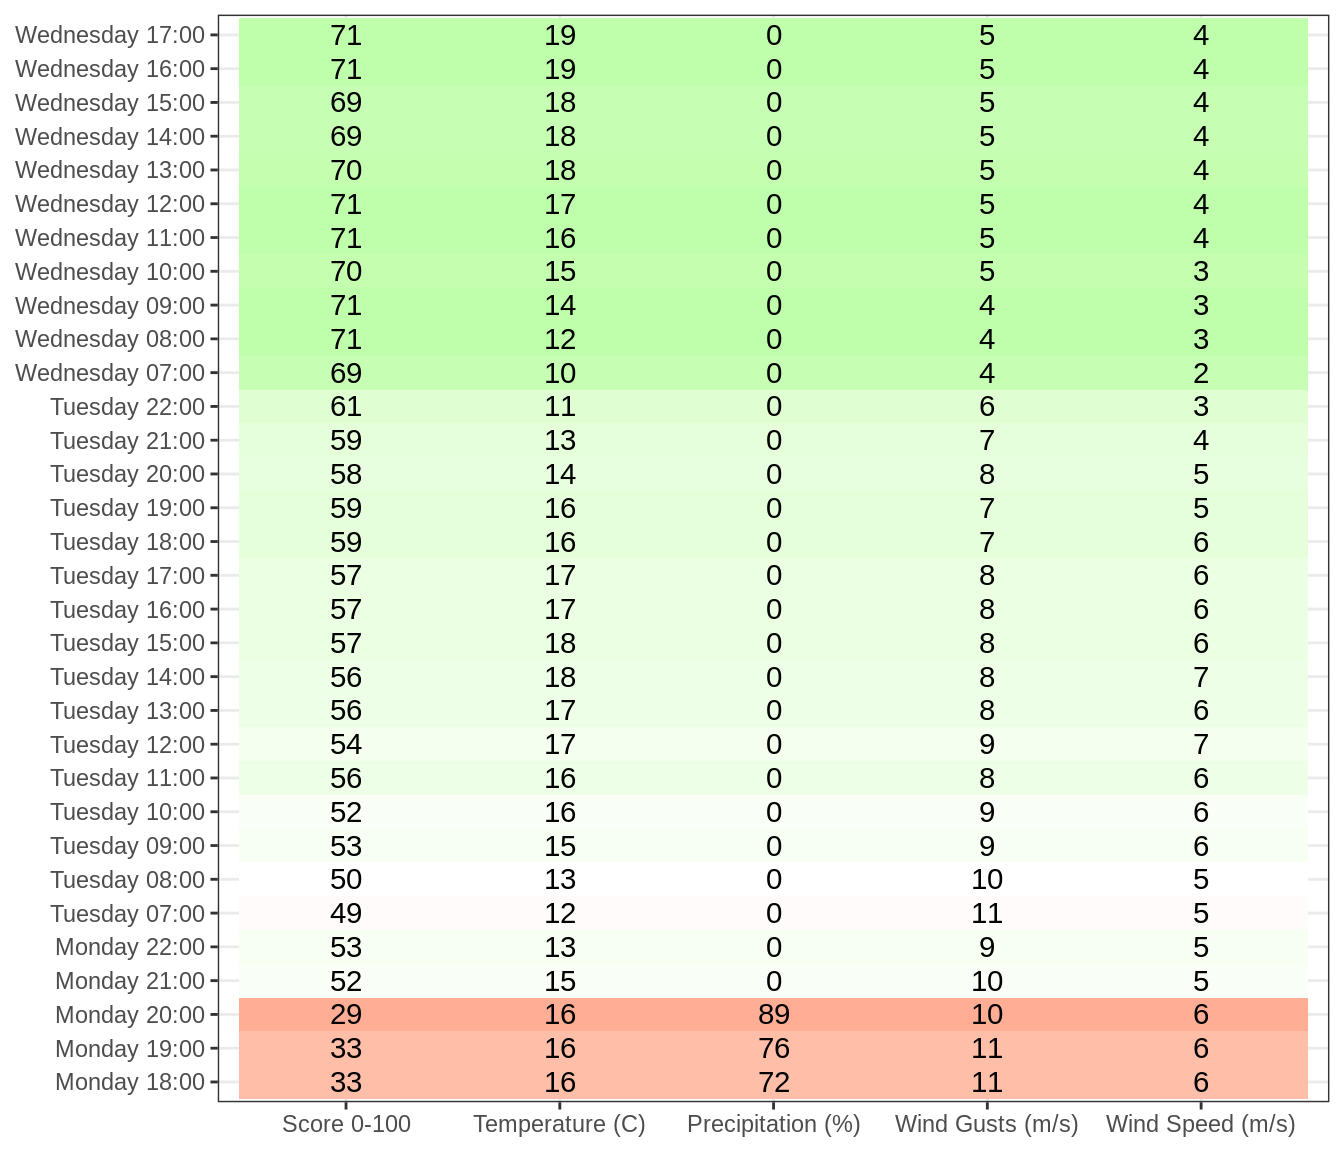 Wednesday 17:00 71 19 0 5 4
Wednesday 16:00 71 19 0 5 4
Wednesday 15:00 69 18 0 5 4
Wednesday 14:00 69 18 0 5 4
Wednesday 13:00 70 18 0 5 4
Wednesday 12:00 71 17 0 5 4
Wednesday 11:00 71 16 0 5 4
Wednesday 10:00 70 15 0 5 3
Wednesday 09:00 71 14 0 4 3
Wednesday 08:00 71 12 0 4 3
Wednesday 07:00 69 10 0 4 2
Tuesday 22:00 61 11 0 6 3
Tuesday 21:00 59 13 0 7 4
Tuesday 20:00 58 14 0 8 5
Tuesday 19:00 59 16 0 7 5
Tuesday 18:00 59 16 0 7 6
Tuesday 17:00 57 17 0 8 6
Tuesday 16:00 57 17 0 8 6
Tuesday 15:00 57 18 0 8 6
Tuesday 14:00 56 18 0 8 7
Tuesday 13:00 56 17 0 8 6
Tuesday 12:00 54 17 0 9 7
Tuesday 11:00 56 16 0 8 6
Tuesday 10:00 52 16 0 9 6
Tuesday 09:00 53 15 0 9 6
Tuesday 08:00 50 13 0 10 5
Tuesday 07:00 49 12 0 11 5
Monday 22:00 53 13 0 9 5
Monday 21:00 52 15 0 10 5
Monday 20:00 29 16 89 10 6
Monday 19:00 33 16 76 11 6
Monday 18:00 33 16 72 11 6
Score 0-100 Temperature (C) Precipitation (%) Wind Gusts (m/s) Wind Speed (m/s)